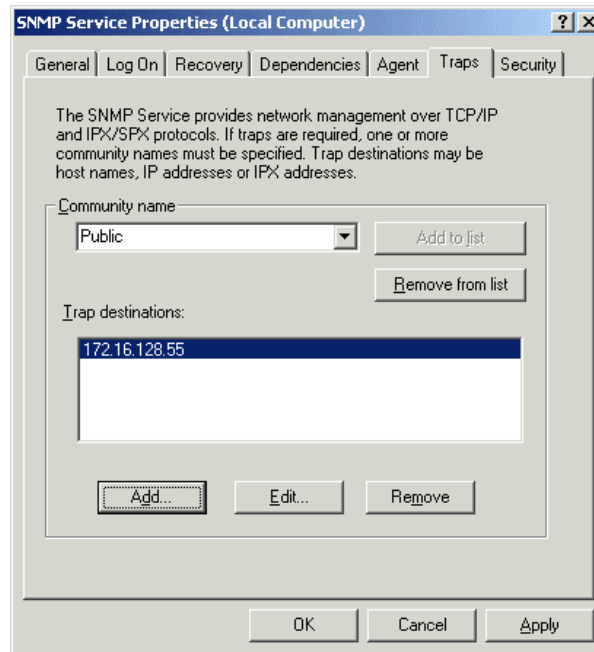 SNMP Service Properties (Local Computer)
General Log On Recovery Dependencies Agent Traps Security
The SNMP Service provides network management over TCP/IP
and IPX/SPX protocols. If traps are required, one or more
community names must be specified. Trap destinations may be
host names, IP addresses or IPX addresses.
Community name
Public Add to list
Remove from list
Trap destinations:
172.16.128.55
Add... Edit... Remove
OK Cancel Apply